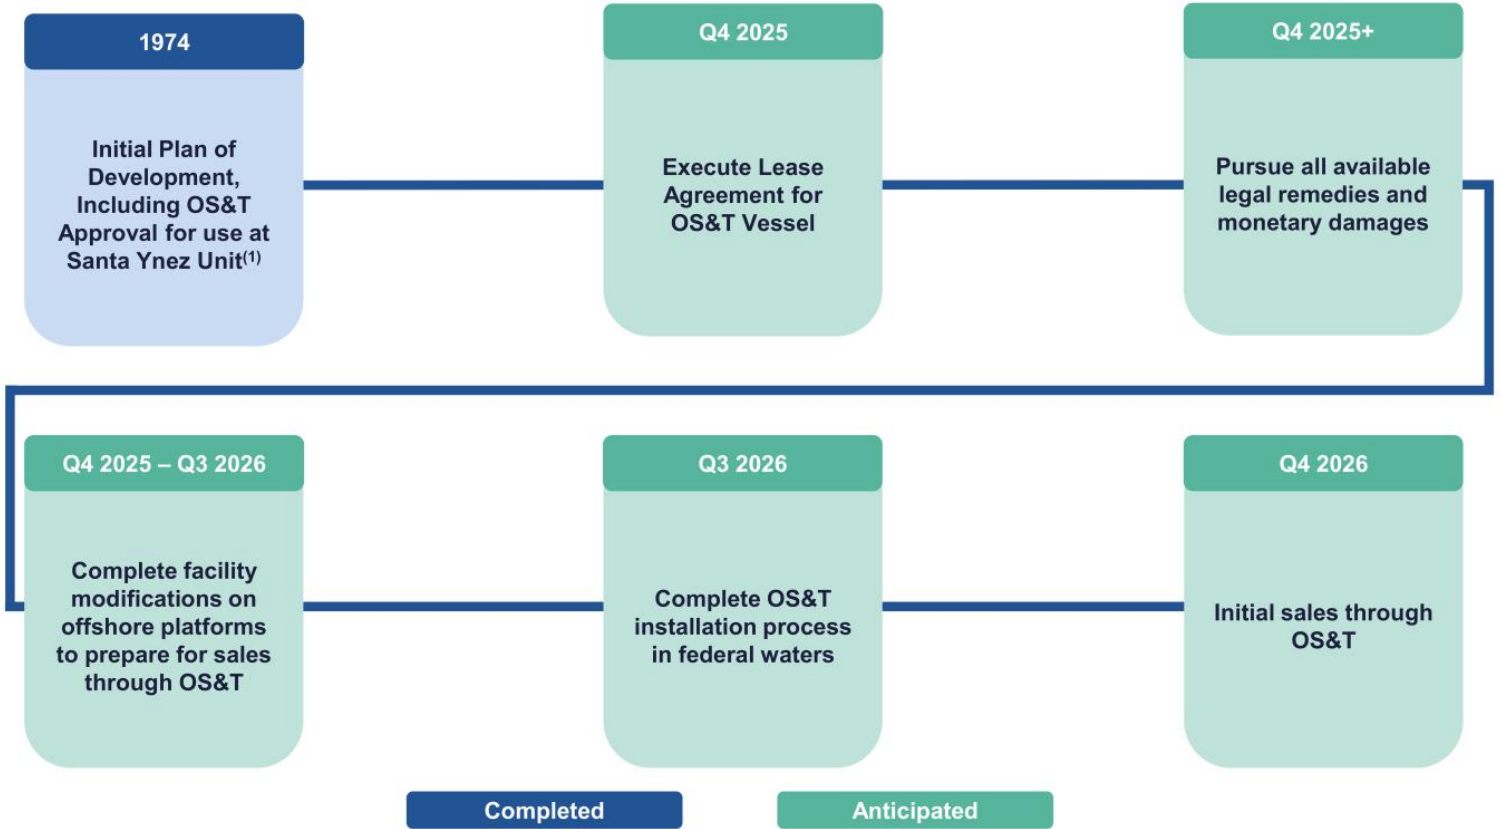 1974
Initial Plan of
Development,
Including OS&T
Approval for use at
Santa Ynez Unit(1)
Q4 2025
Execute Lease
Agreement for
OS&T Vessel
Q4 2025+
Pursue all available
legal remedies and
monetary damages
Q4 2025 – Q3 2026
Complete facility
modifications on
offshore platforms
to prepare for sales
through OS&T
Q3 2026
Complete OS&T
installation process
in federal waters
Q4 2026
Initial sales through
OS&T
Completed
Anticipated